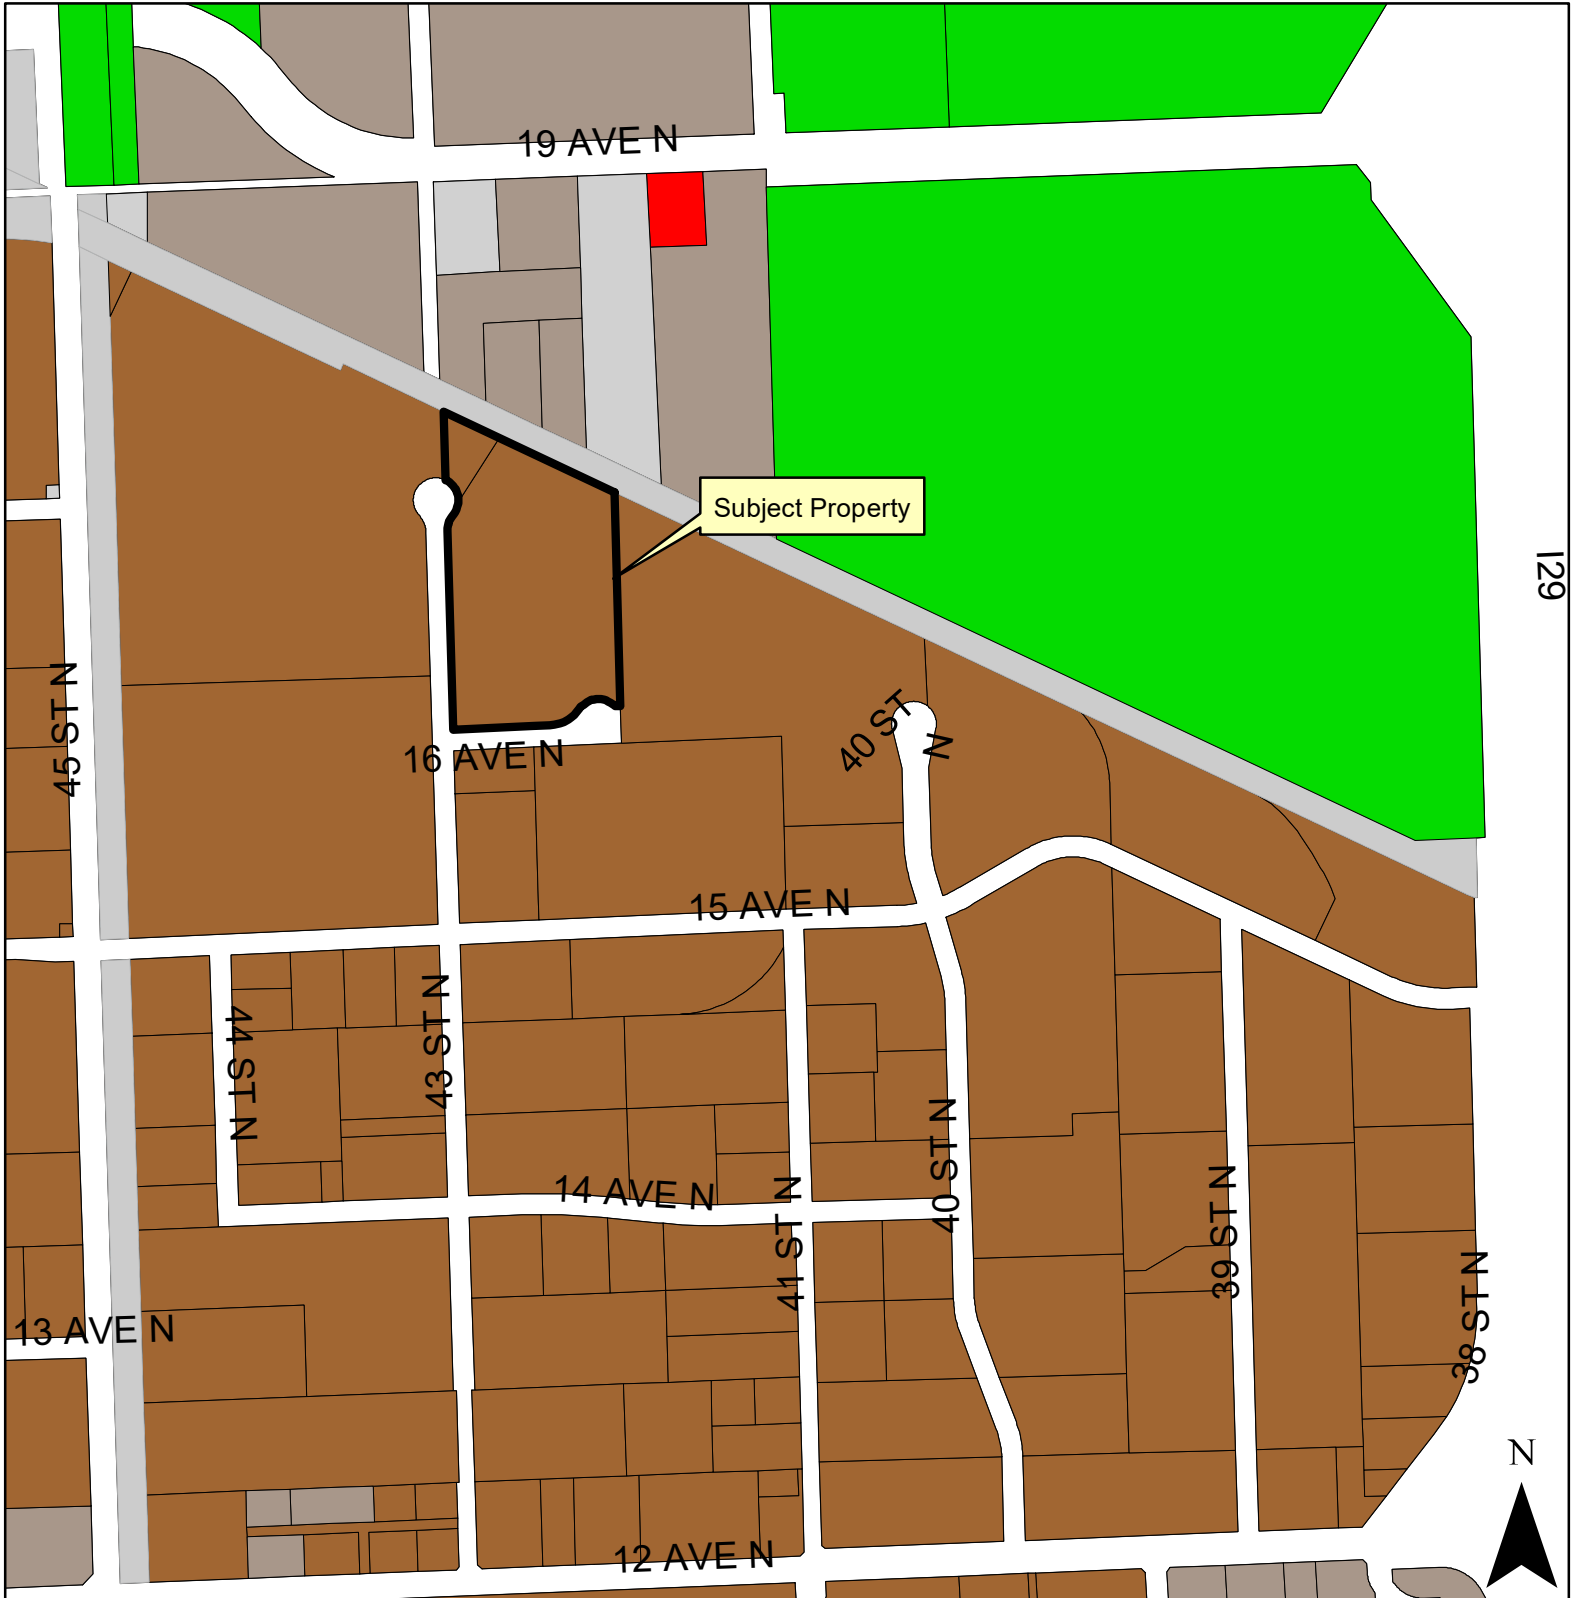 19 AVE N
Subject Property
I29
45 ST N
40 ST
N
16 AVE N
15 AVE N
44 ST N
43 ST N
14 AVE N
41 ST N
40 ST N
39 ST N
38 ST N
13 AVE N
N
12 AVE N